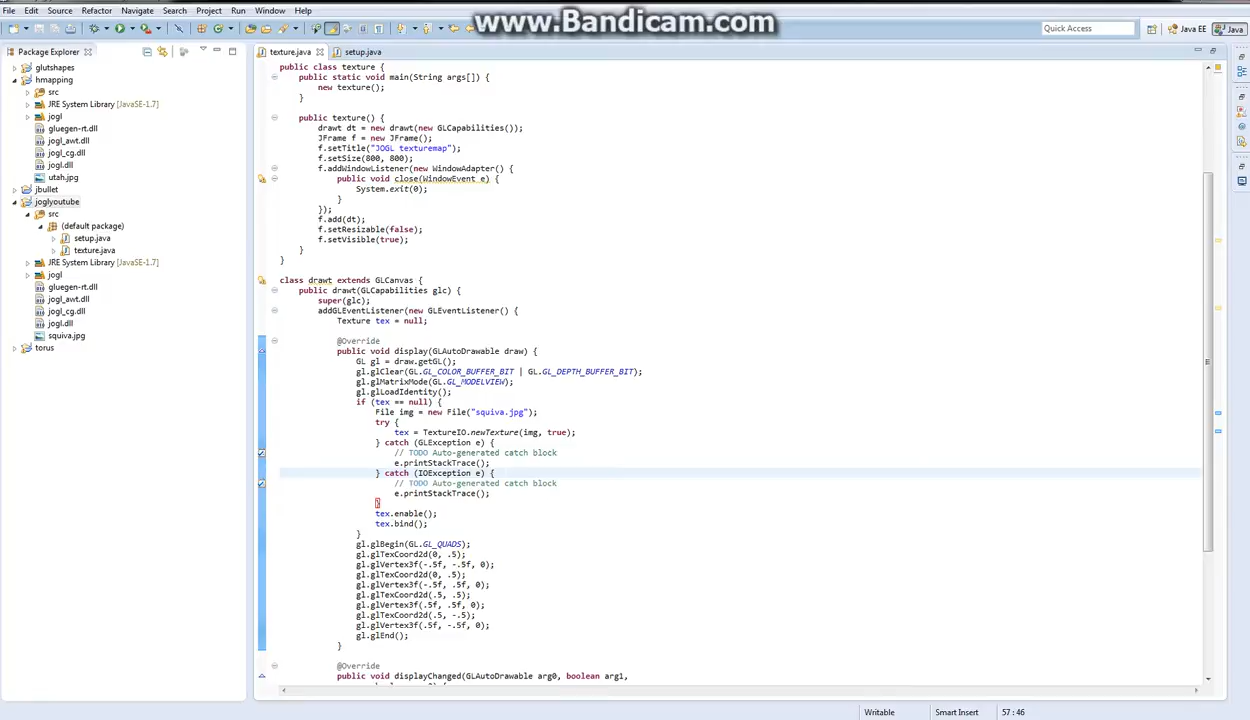 www.Bandicam.com
File Edit Source Refactor Navigate Search Project Run Window Help
Quick Access
Java EE
Java
Package Explorer
glutshapes
hmapping
src
JRE System Library [JavaSE-1.7]
jogl
gluegen-rt.dll
jogl_awt.dll
jogl_cg.dll
jogl.dll
utah.jpg
jbullet
joglyoutube
src
(default package)
setup.java
texture.java
JRE System Library [JavaSE-1.7]
jogl
gluegen-rt.dll
jogl_awt.dll
jogl_cg.dll
jogl.dll
squiva.jpg
torus
texture.java
setup.java
public class texture {
public static void main(String args[]) {
new texture();
}
public texture() {
drawt dt = new drawt(new GLCapabilities());
JFrame f = new JFrame();
f.setTitle("JOGL texturemap");
f.setSize(800, 800);
f.addWindowListener(new WindowAdapter() {
public void close(WindowEvent e) {
System.exit(0);
}
});
f.add(dt);
f.setResizable(false);
f.setVisible(true);
}
}
class drawt extends GLCanvas {
public drawt(GLCapabilities glc) {
super(glc);
addGLEventListener(new GLEventListener() {
Texture tex = null;
@Override
public void display(GLAutoDrawable draw) {
GL gl = draw.getGL();
gl.glClear(GL.GL_COLOR_BUFFER_BIT | GL.GL_DEPTH_BUFFER_BIT);
gl.glMatrixMode(GL.GL_MODELVIEW);
gl.glLoadIdentity();
if (tex == null) {
File img = new File("squiva.jpg");
try {
tex = TextureIO.newTexture(img, true);
} catch (GLException e) {
// TODO Auto-generated catch block
e.printStackTrace();
} catch (IOException e) {
// TODO Auto-generated catch block
e.printStackTrace();
}
tex.enable();
tex.bind();
}
gl.glBegin(GL.GL_QUADS);
gl.glTexCoord2d(0, .5);
gl.glVertex3f(-.5f, -.5f, 0);
gl.glTexCoord2d(0, .5);
gl.glVertex3f(-.5f, .5f, 0);
gl.glTexCoord2d(.5, .5);
gl.glVertex3f(.5f, .5f, 0);
gl.glTexCoord2d(.5, -.5);
gl.glVertex3f(.5f, -.5f, 0);
gl.glEnd();
}
@Override
public void displayChanged(GLAutoDrawable arg0, boolean arg1,
Writable
Smart Insert
57 : 46